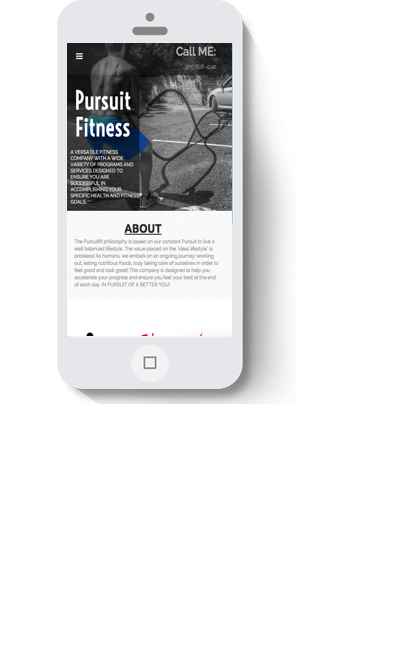 Call ME:
Pursuit
Fitness
A VERSATILE FITNESS
COMPANY WITH A WIDE
VARIETY OF PROGRAMS AND
SERVICES DESIGNED TO
ENSURE YOU ARE
SUCCESSFUL IN
ACCOMPLISHING YOUR
SPECIFIC HEALTH AND FITNESS
GOALS.
ABOUT
The Pursuitfit philosophy is based on our constant Pursuit to live a
well balanced lifestyle. The value placed on the "ideal lifestyle" is
priceless! As humans, we embark on an ongoing journey: working
out, eating nutritious foods, truly taking care of ourselves in order to
feel good and look great! This company is designed to help you
accelerate your progress and ensure you feel your best at the end
of each day. IN PURSUIT OF A BETTER YOU!